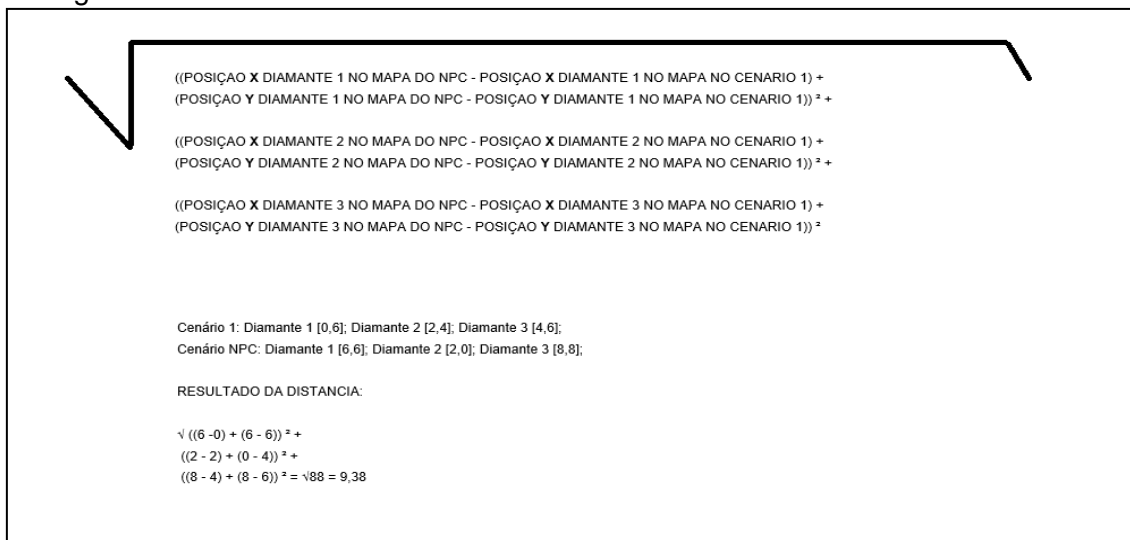 ((POSIÇAO X DIAMANTE 1 NO MAPA DO NPC - POSIÇAO X DIAMANTE 1 NO MAPA NO CENARIO 1) +
(POSIÇAO Y DIAMANTE 1 NO MAPA DO NPC - POSIÇAO Y DIAMANTE 1 NO MAPA NO CENARIO 1)) ² +
((POSIÇAO X DIAMANTE 2 NO MAPA DO NPC - POSIÇAO X DIAMANTE 2 NO MAPA NO CENARIO 1) +
(POSIÇAO Y DIAMANTE 2 NO MAPA DO NPC - POSIÇAO Y DIAMANTE 2 NO MAPA NO CENARIO 1)) ² +
((POSIÇAO X DIAMANTE 3 NO MAPA DO NPC - POSIÇAO X DIAMANTE 3 NO MAPA NO CENARIO 1) +
(POSIÇAO Y DIAMANTE 3 NO MAPA DO NPC - POSIÇAO Y DIAMANTE 3 NO MAPA NO CENARIO 1)) ²
Cenário 1: Diamante 1 [0,6]; Diamante 2 [2,4]; Diamante 3 [4,6];
Cenário NPC: Diamante 1 [6,6]; Diamante 2 [2,0]; Diamante 3 [8,8];
RESULTADO DA DISTANCIA:
√ ((6 -0) + (6 - 6)) ² +
((2 - 2) + (0 - 4)) ² +
((8 - 4) + (8 - 6)) ² = √88 = 9,38